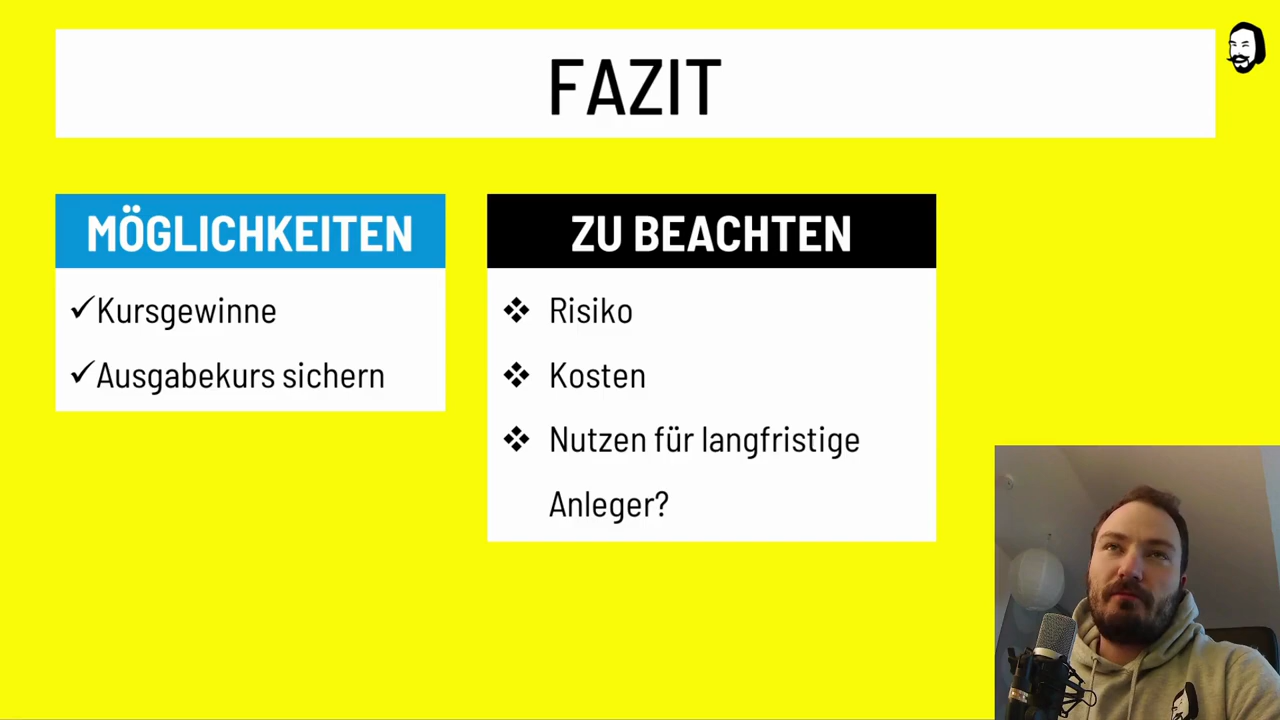 FAZIT
MÖGLICHKEITEN
✓Kursgewinne
✓Ausgabekurs sichern
ZU BEACHTEN
❖ Risiko
❖ Kosten
❖ Nutzen für langfristige
Anleger?